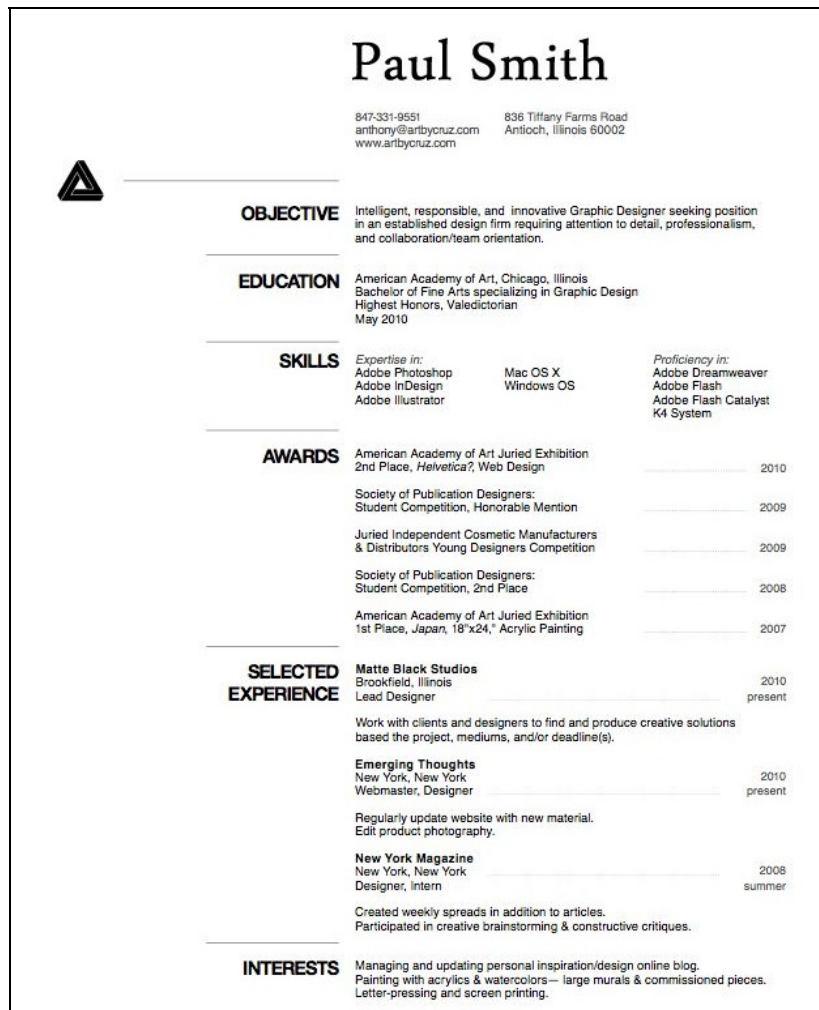 Paul Smith
847-331-9551
anthony@artbycruz.com
www.artbycruz.com
836 Tiffany Farms Road
Antioch, Illinois 60002
OBJECTIVE
Intelligent, responsible, and innovative Graphic Designer seeking position
in an established design firm requiring attention to detail, professionalism,
and collaboration/team orientation.
EDUCATION
American Academy of Art, Chicago, Illinois
Bachelor of Fine Arts specializing in Graphic Design
Highest Honors, Valedictorian
May 2010
SKILLS
Expertise in:
Adobe Photoshop
Adobe InDesign
Adobe Illustrator
Mac OS X
Windows OS
Proficiency in:
Adobe Dreamweaver
Adobe Flash
Adobe Flash Catalyst
K4 System
AWARDS
American Academy of Art Juried Exhibition
2nd Place, Helvetica?, Web Design 2010
Society of Publication Designers:
Student Competition, Honorable Mention 2009
Juried Independent Cosmetic Manufacturers
& Distributors Young Designers Competition 2009
Society of Publication Designers:
Student Competition, 2nd Place 2008
American Academy of Art Juried Exhibition
1st Place, Japan, 18"x24," Acrylic Painting 2007
SELECTED
EXPERIENCE
Matte Black Studios
Brookfield, Illinois 2010
Lead Designer present
Work with clients and designers to find and produce creative solutions
based the project, mediums, and/or deadline(s).
Emerging Thoughts
New York, New York 2010
Webmaster, Designer present
Regularly update website with new material.
Edit product photography.
New York Magazine
New York, New York 2008
Designer, Intern summer
Created weekly spreads in addition to articles.
Participated in creative brainstorming & constructive critiques.
INTERESTS
Managing and updating personal inspiration/design online blog.
Painting with acrylics & watercolors— large murals & commissioned pieces.
Letter-pressing and screen printing.